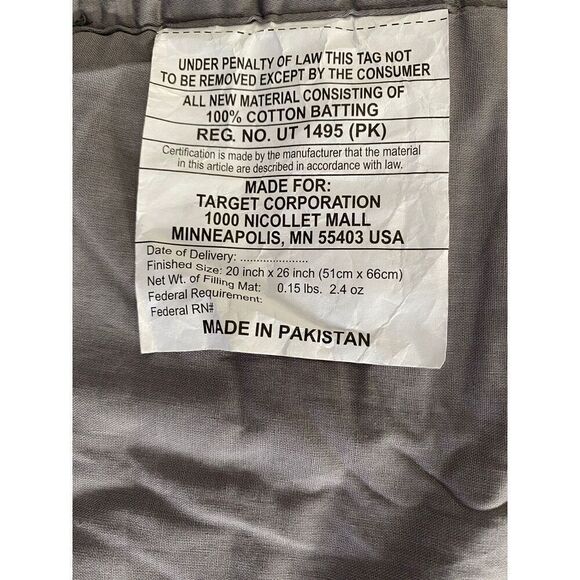 UNDER PENALTY OF LAW THIS TAG NOT
TO BE REMOVED EXCEPT BY THE CONSUMER
ALL NEW MATERIAL CONSISTING OF
100% COTTON BATTING
REG. NO. UT 1495 (PK)
Certification is made by the manufacturer that the material
in this article are described in accordance with law.
MADE FOR:
TARGET CORPORATION
1000 NICOLLET MALL
MINNEAPOLIS, MN 55403 USA
Date of Delivery: .....................
Finished Size: 20 inch x 26 inch (51cm x 66cm)
Net Wt. of Filling Mat: 0.15 lbs. 2.4 oz
Federal Requirement:
Federal RN#
MADE IN PAKISTAN